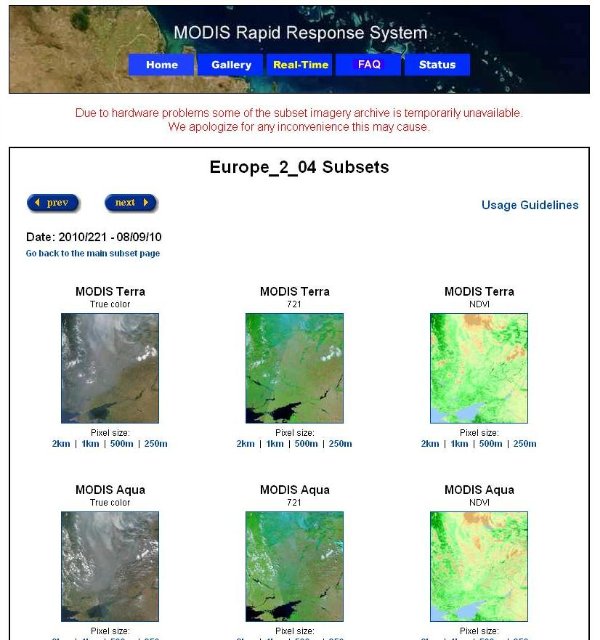 MODIS Rapid Response System
Home Gallery Real-Time FAQ Status
Due to hardware problems some of the subset imagery archive is temporarily unavailable.
We apologize for any inconvenience this may cause.
Europe_2_04 Subsets
prev next
Usage Guidelines
Date: 2010/221 - 08/09/10
Go back to the main subset page
MODIS Terra MODIS Terra MODIS Terra
True color 721 NDVI
Pixel size: Pixel size: Pixel size:
2km | 1km | 500m | 250m 2km | 1km | 500m | 250m 2km | 1km | 500m | 250m
MODIS Aqua MODIS Aqua MODIS Aqua
True color 721 NDVI
Pixel size: Pixel size: Pixel size: